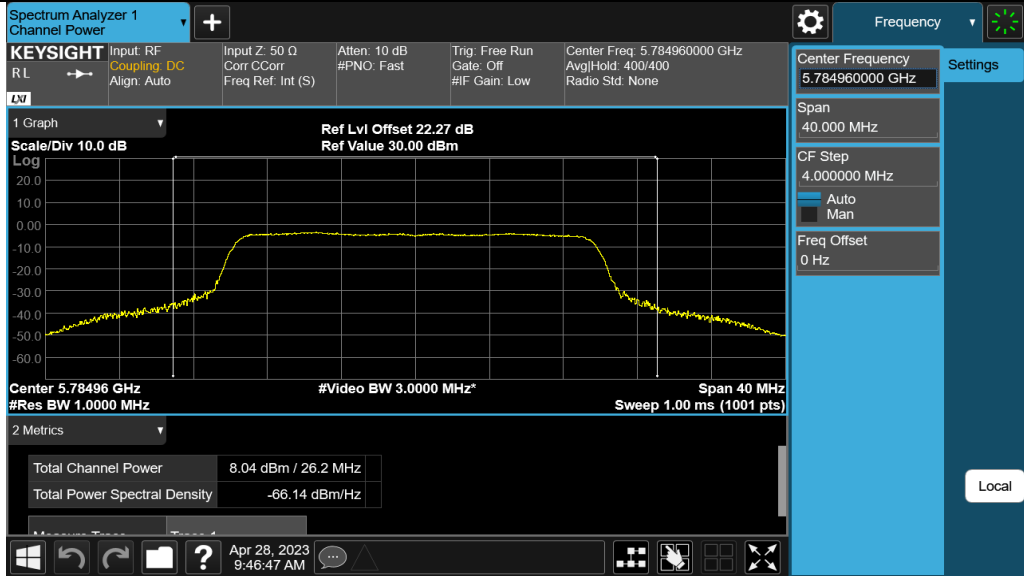 Spectrum Analyzer 1
Channel Power
Frequency
KEYSIGHT
R L
LXI
Input: RF
Coupling: DC
Align: Auto
Input Z: 50 Ω
Corr CCorr
Freq Ref: Int (S)
Atten: 10 dB
#PNO: Fast
Trig: Free Run
Gate: Off
#IF Gain: Low
Center Freq: 5.784960000 GHz
Avg|Hold: 400/400
Radio Std: None
Center Frequency
5.784960000 GHz
Settings
Span
40.000 MHz
CF Step
4.000000 MHz
Auto
Man
Freq Offset
0 Hz
Local
1 Graph
Scale/Div 10.0 dB
Ref Lvl Offset 22.27 dB
Ref Value 30.00 dBm
Log
20.0
10.0
0.00
-10.0
-20.0
-30.0
-40.0
-50.0
-60.0
Center 5.78496 GHz
#Video BW 3.0000 MHz*
Span 40 MHz
#Res BW 1.0000 MHz
Sweep 1.00 ms (1001 pts)
2 Metrics
Total Channel Power 8.04 dBm / 26.2 MHz
Total Power Spectral Density -66.14 dBm/Hz
Apr 28, 2023
9:46:47 AM